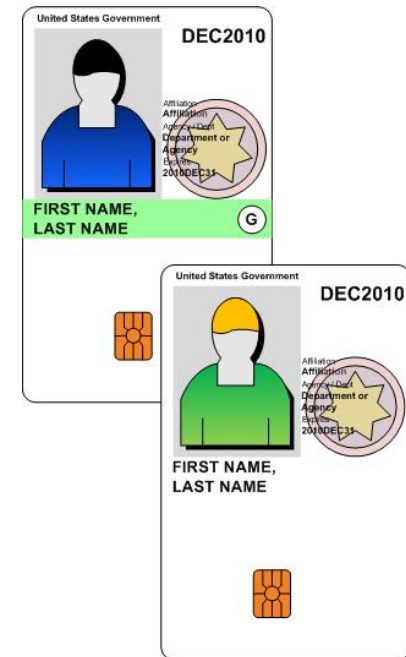 United States Government
DEC2010
Affiliation
Affiliation
Agency / Dept
Department or
Agency
Expires
2010DEC31
FIRST NAME,
LAST NAME
G
United States Government
DEC2010
Affiliation
Affiliation
Agency / Dept
Department or
Agency
Expires
2010DEC31
FIRST NAME,
LAST NAME